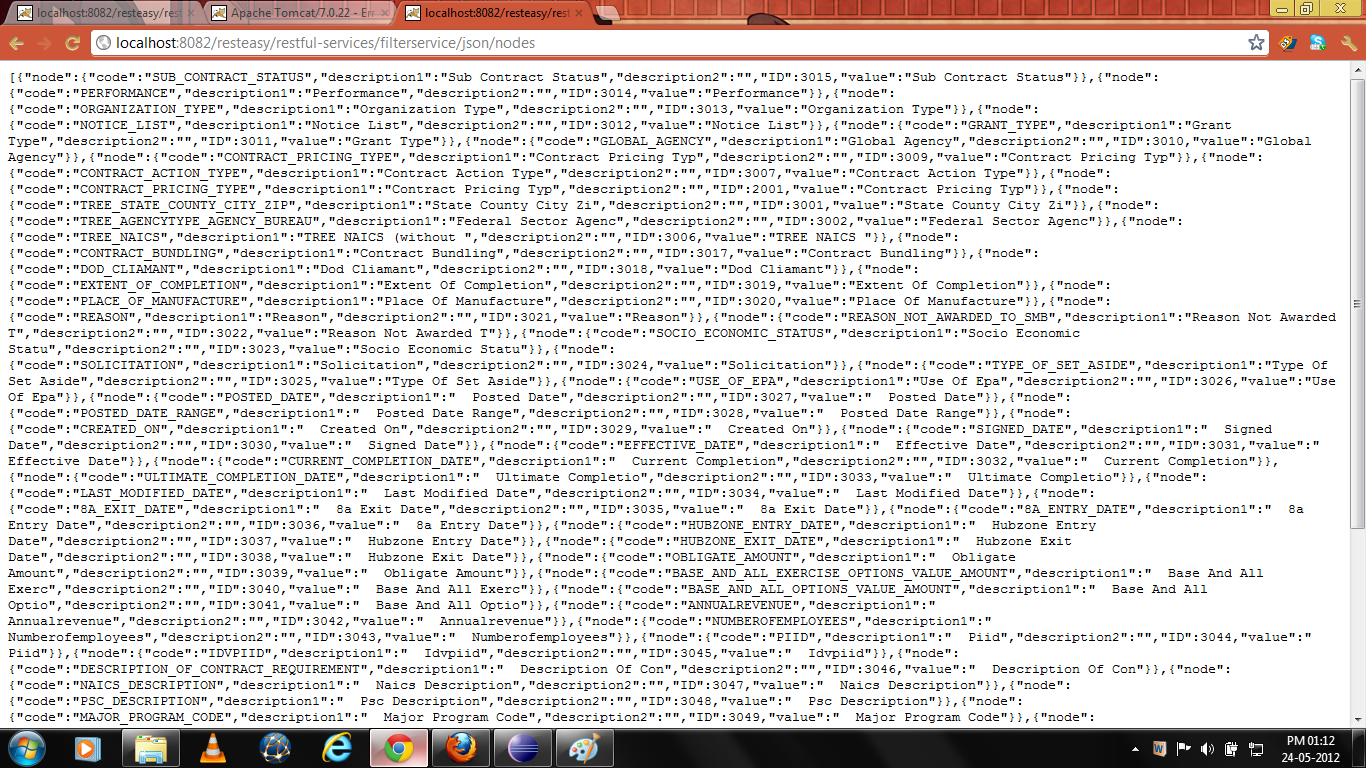 localhost:8082/resteasy/rest
Apache Tomcat/7.0.22 - Err
localhost:8082/resteasy/rest
localhost:8082/resteasy/restful-services/filterservice/json/nodes
[{"node":{"code":"SUB_CONTRACT_STATUS","description1":"Sub Contract Status","description2":"","ID":3015,"value":"Sub Contract Status"}},{"node":
{"code":"PERFORMANCE","description1":"Performance","description2":"","ID":3014,"value":"Performance"}},{"node":
{"code":"ORGANIZATION_TYPE","description1":"Organization Type","description2":"","ID":3013,"value":"Organization Type"}},{"node":
{"code":"NOTICE_LIST","description1":"Notice List","description2":"","ID":3012,"value":"Notice List"}},{"node":{"code":"GRANT_TYPE","description1":"Grant
Type","description2":"","ID":3011,"value":"Grant Type"}},{"node":{"code":"GLOBAL_AGENCY","description1":"Global Agency","description2":"","ID":3010,"value":"Global
Agency"}},{"node":{"code":"CONTRACT_PRICING_TYPE","description1":"Contract Pricing Typ","description2":"","ID":3009,"value":"Contract Pricing Typ"}},{"node":
{"code":"CONTRACT_ACTION_TYPE","description1":"Contract Action Type","description2":"","ID":3007,"value":"Contract Action Type"}},{"node":
{"code":"CONTRACT_PRICING_TYPE","description1":"Contract Pricing Typ","description2":"","ID":2001,"value":"Contract Pricing Typ"}},{"node":
{"code":"TREE_STATE_COUNTY_CITY_ZIP","description1":"State County City Zi","description2":"","ID":3001,"value":"State County City Zi"}},{"node":
{"code":"TREE_AGENCYTYPE_AGENCY_BUREAU","description1":"Federal Sector Agenc","description2":"","ID":3002,"value":"Federal Sector Agenc"}},{"node":
{"code":"TREE_NAICS","description1":"TREE NAICS (without ","description2":"","ID":3006,"value":"TREE NAICS "}},{"node":
{"code":"CONTRACT_BUNDLING","description1":"Contract Bundling","description2":"","ID":3017,"value":"Contract Bundling"}},{"node":
{"code":"DOD_CLIAMANT","description1":"Dod Cliamant","description2":"","ID":3018,"value":"Dod Cliamant"}},{"node":
{"code":"EXTENT_OF_COMPLETION","description1":"Extent Of Completion","description2":"","ID":3019,"value":"Extent Of Completion"}},{"node":
{"code":"PLACE_OF_MANUFACTURE","description1":"Place Of Manufacture","description2":"","ID":3020,"value":"Place Of Manufacture"}},{"node":
{"code":"REASON","description1":"Reason","description2":"","ID":3021,"value":"Reason"}},{"node":{"code":"REASON_NOT_AWARDED_TO_SMB","description1":"Reason Not Awarded
T","description2":"","ID":3022,"value":"Reason Not Awarded T"}},{"node":{"code":"SOCIO_ECONOMIC_STATUS","description1":"Socio Economic
Statu","description2":"","ID":3023,"value":"Socio Economic Statu"}},{"node":
{"code":"SOLICITATION","description1":"Solicitation","description2":"","ID":3024,"value":"Solicitation"}},{"node":{"code":"TYPE_OF_SET_ASIDE","description1":"Type Of
Set Aside","description2":"","ID":3025,"value":"Type Of Set Aside"}},{"node":{"code":"USE_OF_EPA","description1":"Use Of Epa","description2":"","ID":3026,"value":"Use
Of Epa"}},{"node":{"code":"POSTED_DATE","description1":"  Posted Date","description2":"","ID":3027,"value":"  Posted Date"}},{"node":
{"code":"POSTED_DATE_RANGE","description1":"  Posted Date Range","description2":"","ID":3028,"value":"  Posted Date Range"}},{"node":
{"code":"CREATED_ON","description1":"  Created On","description2":"","ID":3029,"value":"  Created On"}},{"node":{"code":"SIGNED_DATE","description1":"  Signed
Date","description2":"","ID":3030,"value":"  Signed Date"}},{"node":{"code":"EFFECTIVE_DATE","description1":"  Effective Date","description2":"","ID":3031,"value":"
Effective Date"}},{"node":{"code":"CURRENT_COMPLETION_DATE","description1":"  Current Completion","description2":"","ID":3032,"value":"  Current Completion"}},
{"node":{"code":"ULTIMATE_COMPLETION_DATE","description1":"  Ultimate Completio","description2":"","ID":3033,"value":"  Ultimate Completio"}},{"node":
{"code":"LAST_MODIFIED_DATE","description1":"  Last Modified Date","description2":"","ID":3034,"value":"  Last Modified Date"}},{"node":
{"code":"8A_EXIT_DATE","description1":"  8a Exit Date","description2":"","ID":3035,"value":"  8a Exit Date"}},{"node":{"code":"8A_ENTRY_DATE","description1":"  8a
Entry Date","description2":"","ID":3036,"value":"  8a Entry Date"}},{"node":{"code":"HUBZONE_ENTRY_DATE","description1":"  Hubzone Entry
Date","description2":"","ID":3037,"value":"  Hubzone Entry Date"}},{"node":{"code":"HUBZONE_EXIT_DATE","description1":"  Hubzone Exit
Date","description2":"","ID":3038,"value":"  Hubzone Exit Date"}},{"node":{"code":"OBLIGATE_AMOUNT","description1":"  Obligate
Amount","description2":"","ID":3039,"value":"  Obligate Amount"}},{"node":{"code":"BASE_AND_ALL_EXERCISE_OPTIONS_VALUE_AMOUNT","description1":"  Base And All
Exerc","description2":"","ID":3040,"value":"  Base And All Exerc"}},{"node":{"code":"BASE_AND_ALL_OPTIONS_VALUE_AMOUNT","description1":"  Base And All
Optio","description2":"","ID":3041,"value":"  Base And All Optio"}},{"node":{"code":"ANNUALREVENUE","description1":"
Annualrevenue","description2":"","ID":3042,"value":"  Annualrevenue"}},{"node":{"code":"NUMBEROFEMPLOYEES","description1":"
Numberofemployees","description2":"","ID":3043,"value":"  Numberofemployees"}},{"node":{"code":"PIID","description1":"  Piid","description2":"","ID":3044,"value":"
Piid"}},{"node":{"code":"IDVPIID","description1":"  Idvpiid","description2":"","ID":3045,"value":"  Idvpiid"}},{"node":
{"code":"DESCRIPTION_OF_CONTRACT_REQUIREMENT","description1":"  Description Of Con","description2":"","ID":3046,"value":"  Description Of Con"}},{"node":
{"code":"NAICS_DESCRIPTION","description1":"  Naics Description","description2":"","ID":3047,"value":"  Naics Description"}},{"node":
{"code":"PSC_DESCRIPTION","description1":"  Psc Description","description2":"","ID":3048,"value":"  Psc Description"}},{"node":
{"code":"MAJOR_PROGRAM_CODE","description1":"  Major Program Code","description2":"","ID":3049,"value":"  Major Program Code"}},{"node":
PM 01:12
24-05-2012